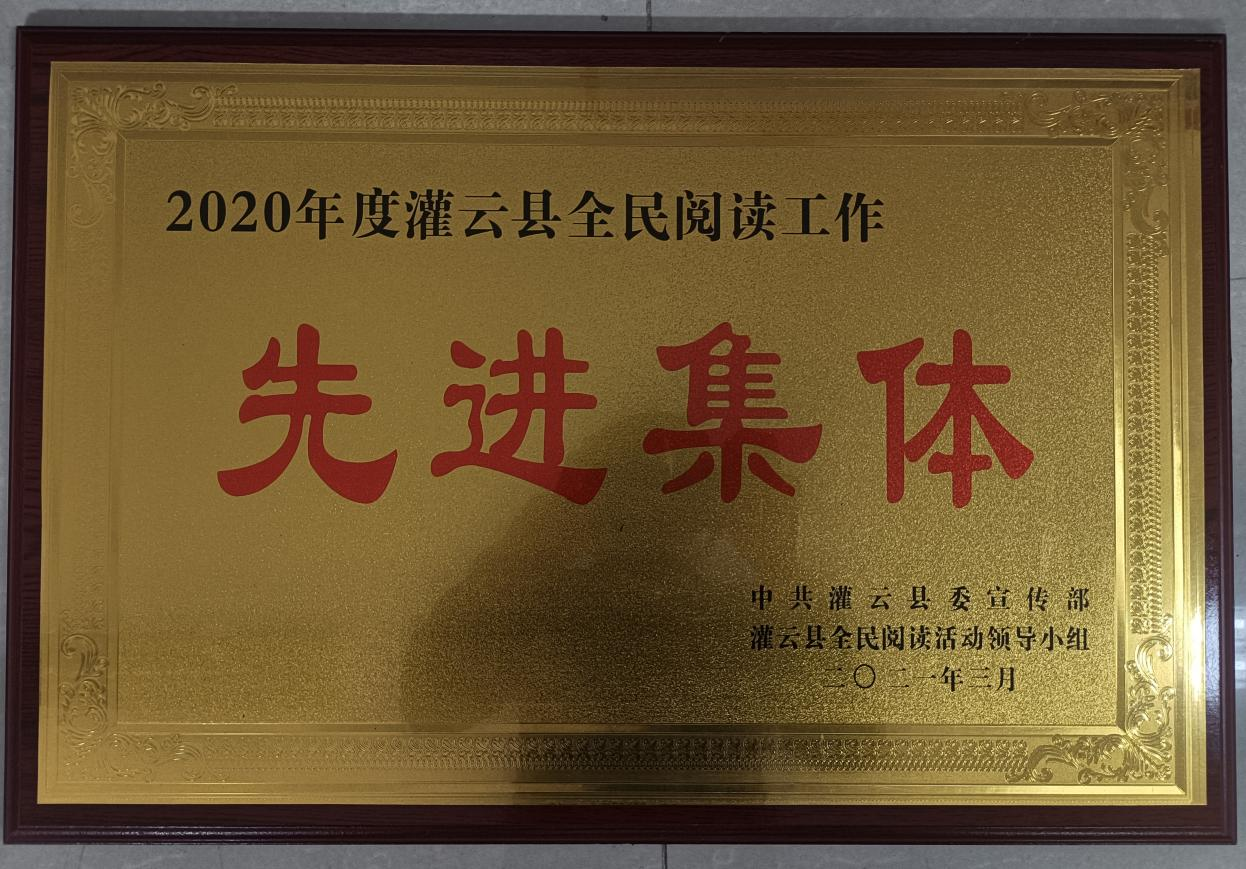 2020年度灌云县全民阅读工作
先进集体
中共灌云县委宣传部
灌云县全民阅读活动领导小组
二〇二一年三月